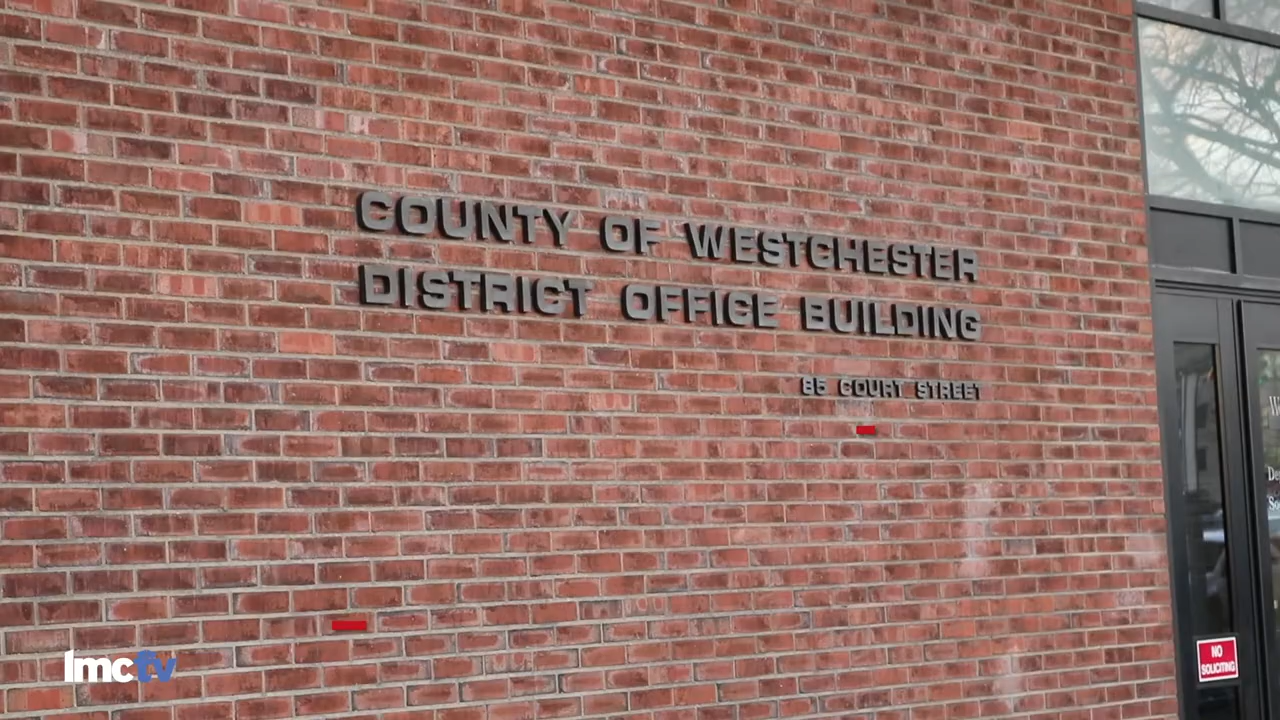 COUNTY OF WESTCHESTER
DISTRICT OFFICE BUILDING
85 COURT STREET
NO
SOLICITING
lmctv